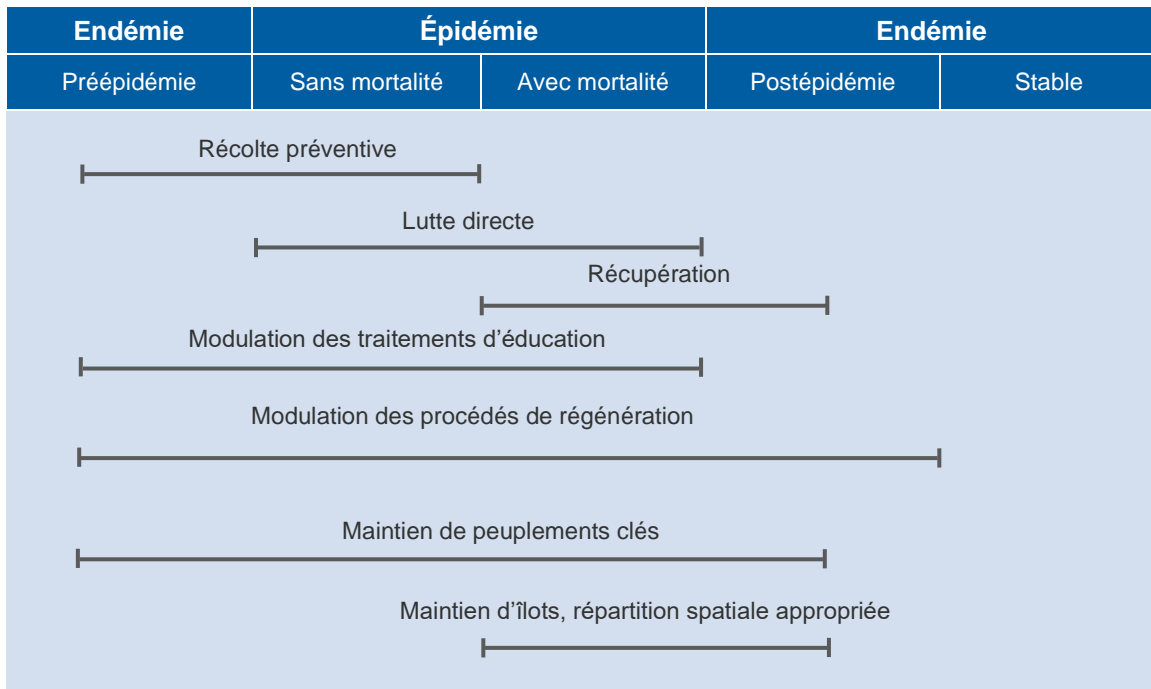 Endémie Épidémie Endémie
Préépidémie Sans mortalité Avec mortalité Postépidémie Stable
Récolte préventive
Lutte directe
Récupération
Modulation des traitements d’éducation
Modulation des procédés de régénération
Maintien de peuplements clés
Maintien d’îlots, répartition spatiale appropriée